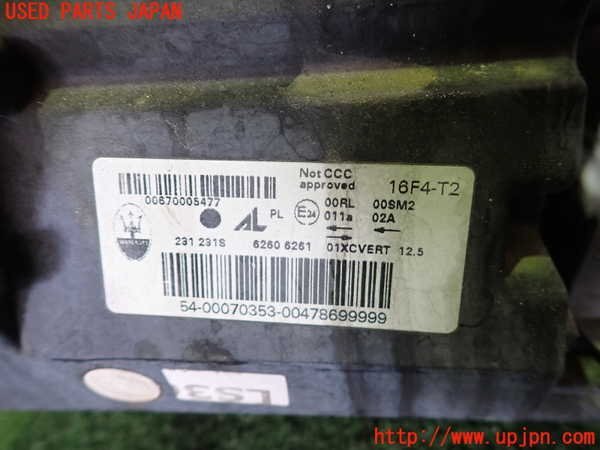 USED PARTS JAPAN
Not CCC
approved
16F4-T2
00670005477
AL PL E24 00RL 00SM2
011a 02A
231 231S 6260 6261 01XCVERT 12.5
54-00070353-00478699999
LS3
http://www.upjpn.com/